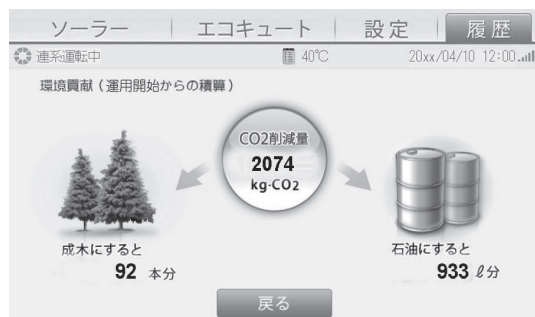 ソーラー エコキュート 設定 履歴
連系運転中 40℃ 20xx/04/10 12:00
環境貢献(運用開始からの積算)
CO2削減量
2074
kg-CO2
成木にすると
92 本分
石油にすると
933 ℓ分
戻る